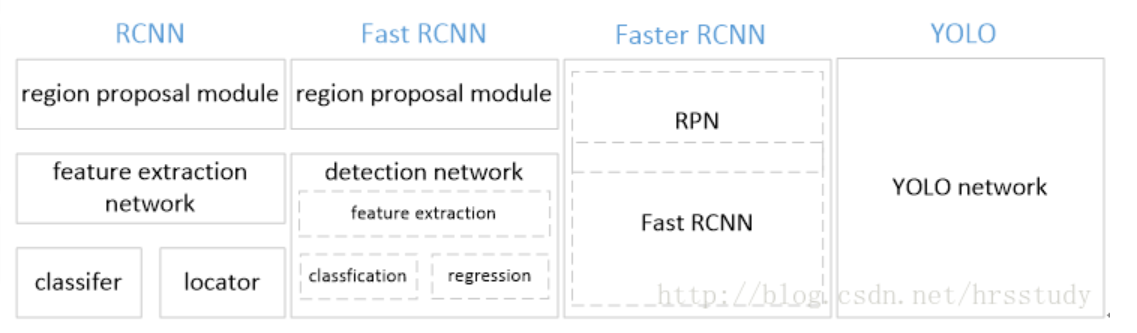 RCNN
Fast RCNN
Faster RCNN
YOLO
region proposal module
region proposal module
RPN
feature extraction
network
detection network
feature extraction
YOLO network
Fast RCNN
classifer
locator
classfication
regression
http://blog.csdn.net/hrsstudy